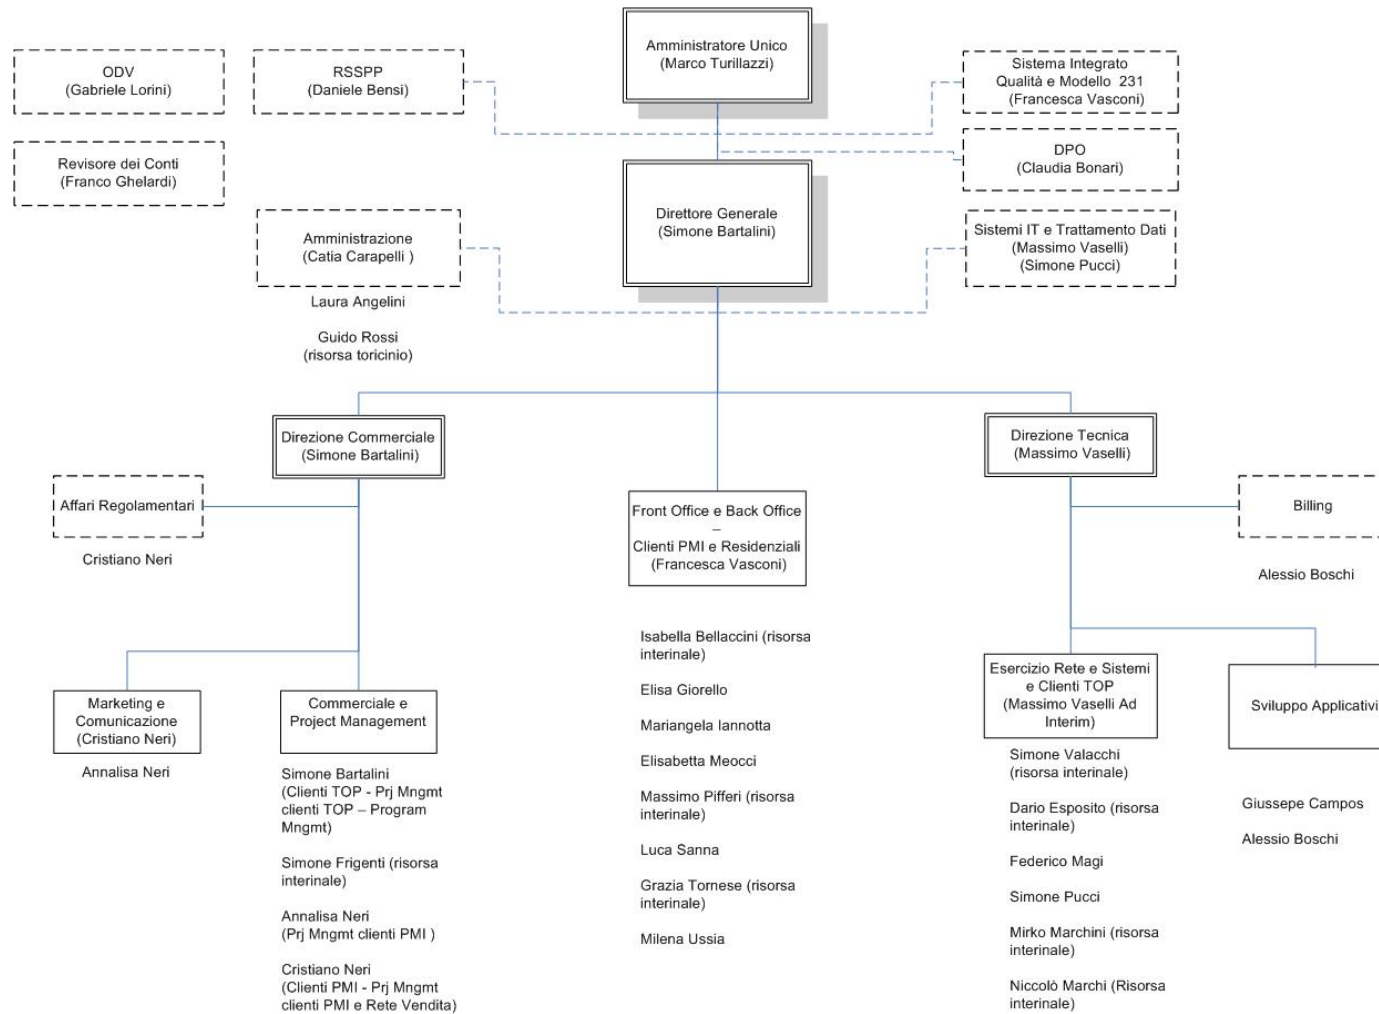 Amministratore Unico
(Marco Turillazzi)
ODV
(Gabriele Lorini)
RSSPP
(Daniele Bensi)
Sistema Integrato
Qualità e Modello 231
(Francesca Vasconi)
Revisore dei Conti
(Franco Ghelardi)
DPO
(Claudia Bonari)
Direttore Generale
(Simone Bartalini)
Amministrazione
(Catia Carapelli )
Laura Angelini
Guido Rossi
(risorsa toricinio)
Sistemi IT e Trattamento Dati
(Massimo Vaselli)
(Simone Pucci)
Direzione Commerciale
(Simone Bartalini)
Direzione Tecnica
(Massimo Vaselli)
Affari Regolamentari
Cristiano Neri
Front Office e Back Office
–
Clienti PMI e Residenziali
(Francesca Vasconi)
Billing
Alessio Boschi
Marketing e
Comunicazione
(Cristiano Neri)
Annalisa Neri
Commerciale e
Project Management
Simone Bartalini
(Clienti TOP - Prj Mngmt
clienti TOP – Program
Mngmt)
Simone Frigenti (risorsa
interinale)
Annalisa Neri
(Prj Mngmt clienti PMI )
Cristiano Neri
(Clienti PMI - Prj Mngmt
clienti PMI e Rete Vendita)
Isabella Bellaccini (risorsa
interinale)
Elisa Giorello
Mariangela Iannotta
Elisabetta Meocci
Massimo Pifferi (risorsa
interinale)
Luca Sanna
Grazia Tornese (risorsa
interinale)
Milena Ussia
Esercizio Rete e Sistemi
e Clienti TOP
(Massimo Vaselli Ad
Interim)
Simone Valacchi
(risorsa interinale)
Dario Esposito (risorsa
interinale)
Federico Magi
Simone Pucci
Mirko Marchini (risorsa
interinale)
Niccolò Marchi (Risorsa
interinale)
Sviluppo Applicativi
Giussepe Campos
Alessio Boschi